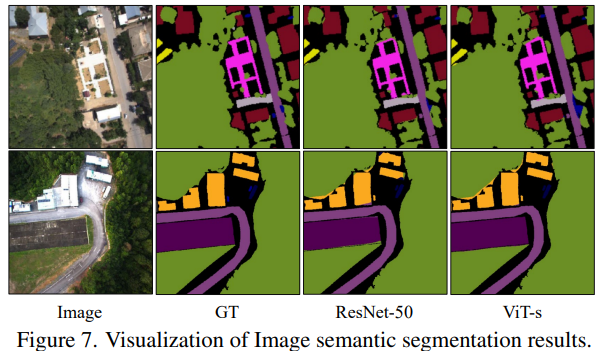 Image GT ResNet-50 ViT-s
Figure 7. Visualization of Image semantic segmentation results.